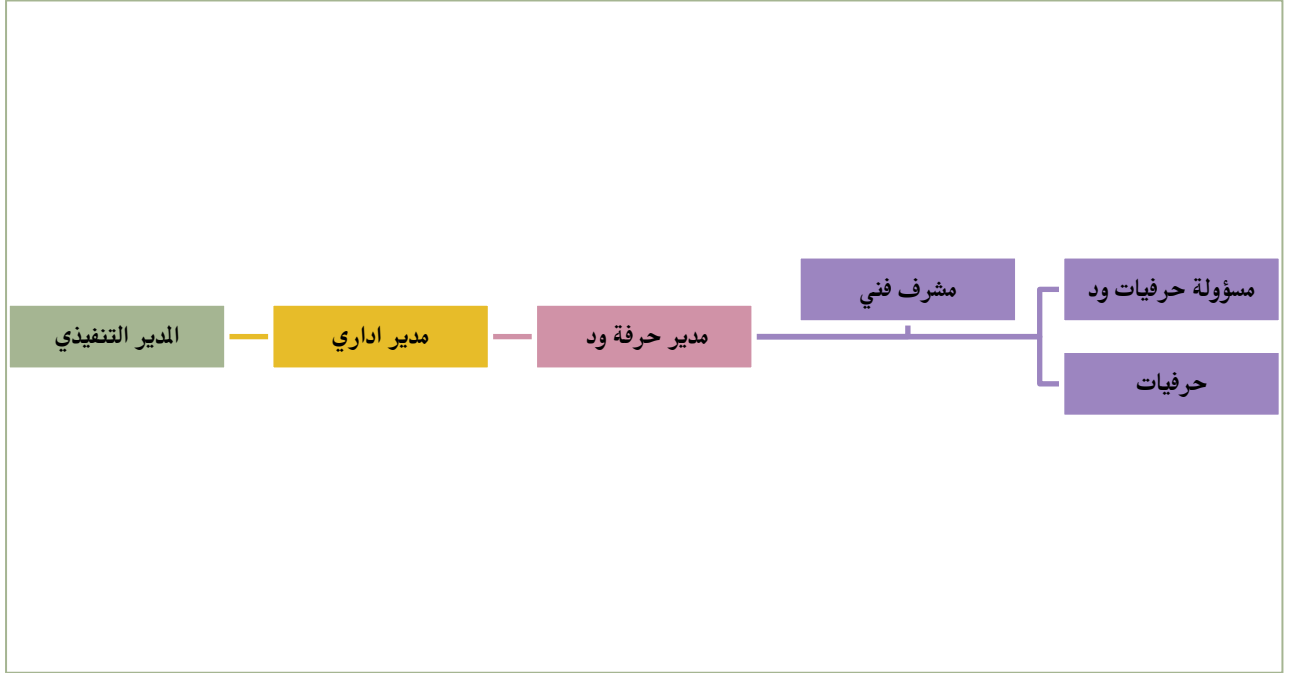 المدير التنفيذي
مدير اداري
مدير حرفة ود
مشرف فني
مسؤولة حرفيات ود
حرفيات